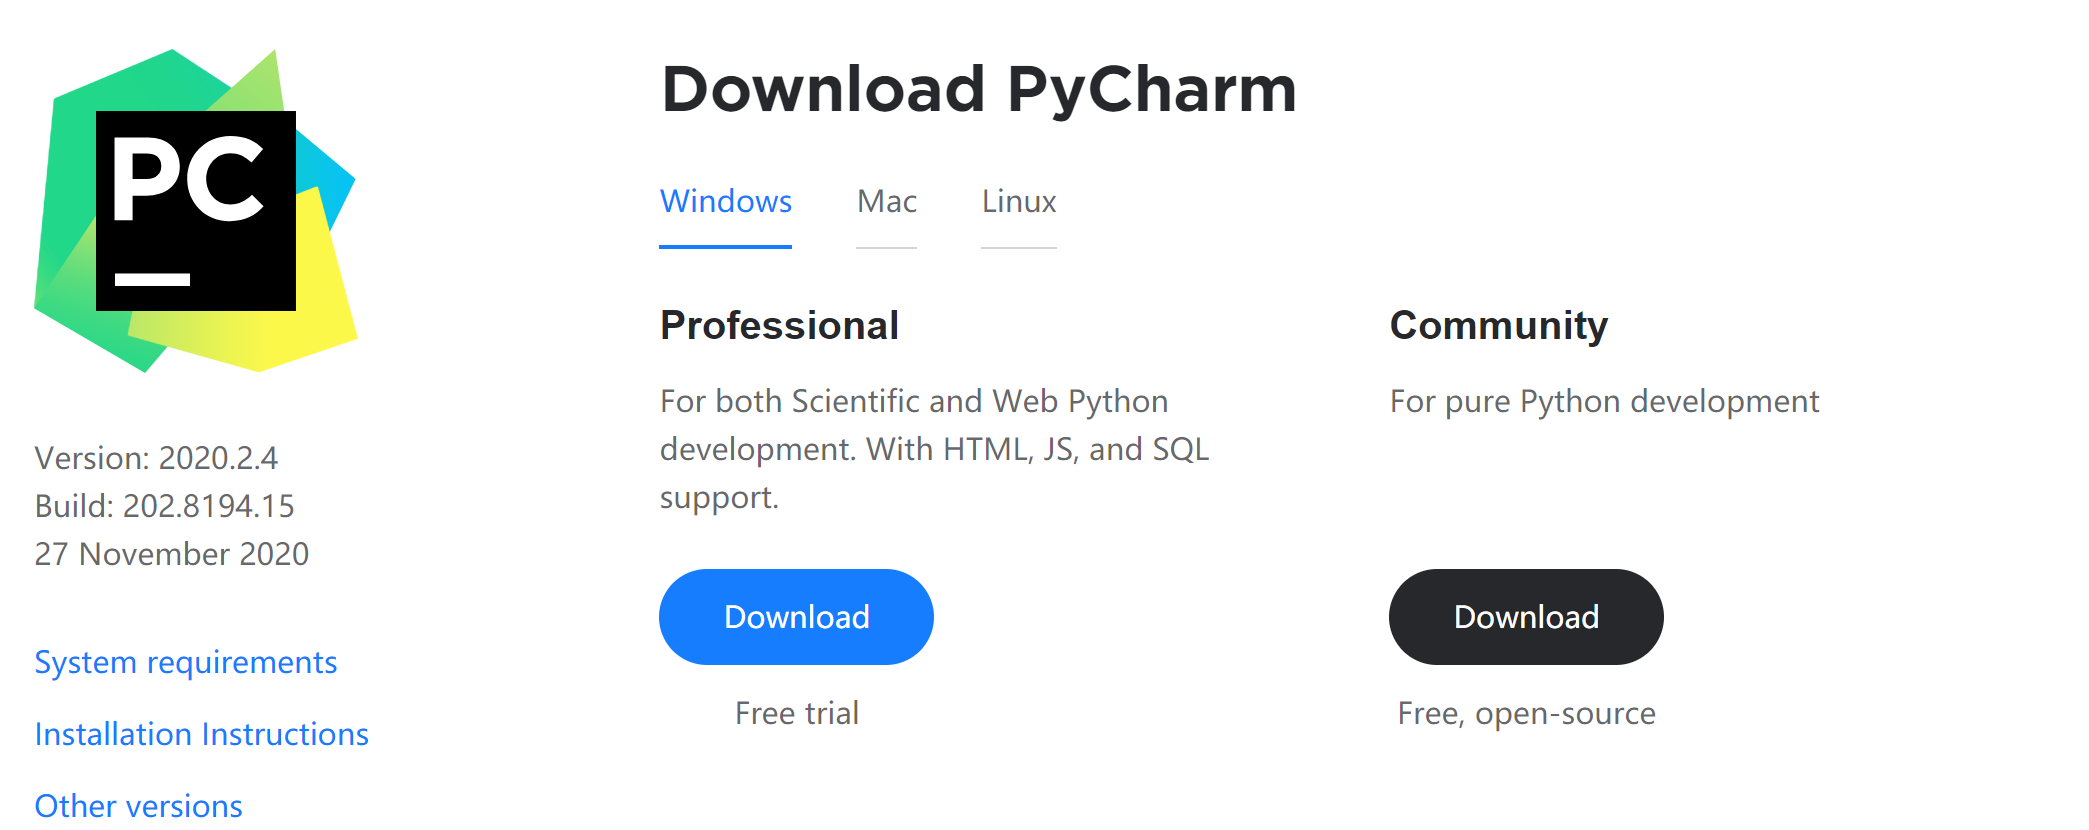 PC
Version: 2020.2.4
Build: 202.8194.15
27 November 2020
System requirements
Installation Instructions
Other versions
Download PyCharm
Windows Mac Linux
Professional
For both Scientific and Web Python
development. With HTML, JS, and SQL
support.
Download
Free trial
Community
For pure Python development
Download
Free, open-source